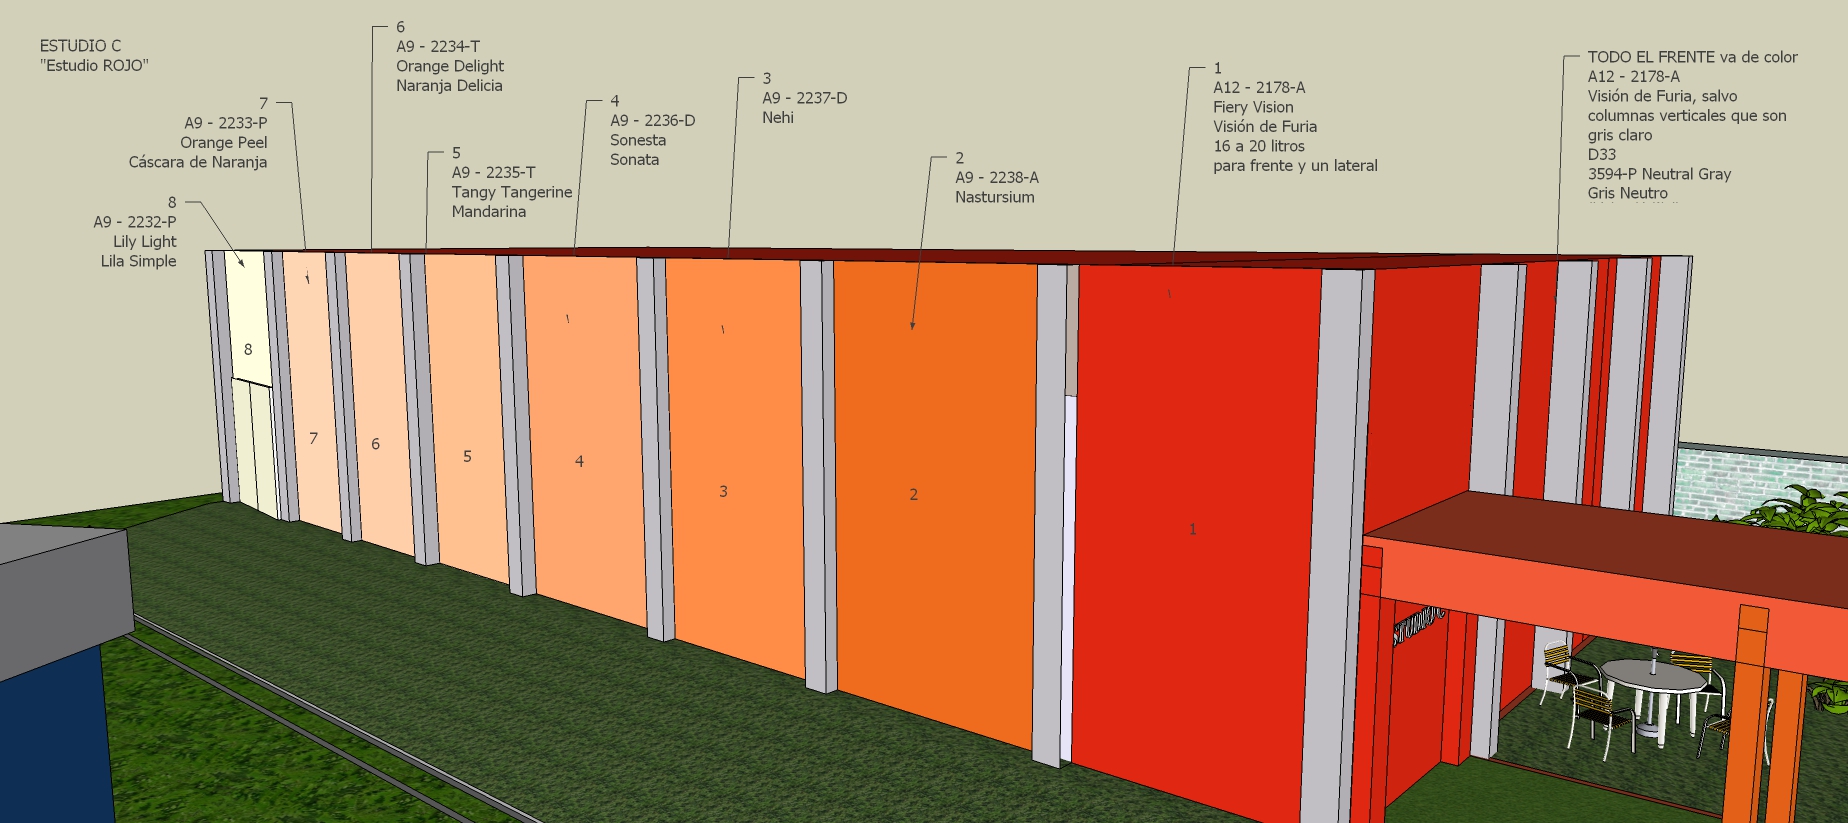 ESTUDIO C
"Estudio ROJO"
8
A9 - 2232-P
Lily Light
Lila Simple
7
A9 - 2233-P
Orange Peel
Cáscara de Naranja
6
A9 - 2234-T
Orange Delight
Naranja Delicia
5
A9 - 2235-T
Tangy Tangerine
Mandarina
4
A9 - 2236-D
Sonesta
Sonata
3
A9 - 2237-D
Nehi
2
A9 - 2238-A
Nastursium
1
A12 - 2178-A
Fiery Vision
Visión de Furia
16 a 20 litros
para frente y un lateral
TODO EL FRENTE va de color
A12 - 2178-A
Visión de Furia, salvo
columnas verticales que son
gris claro
D33
3594-P Neutral Gray
Gris Neutro
8
7
6
5
4
3
2
1